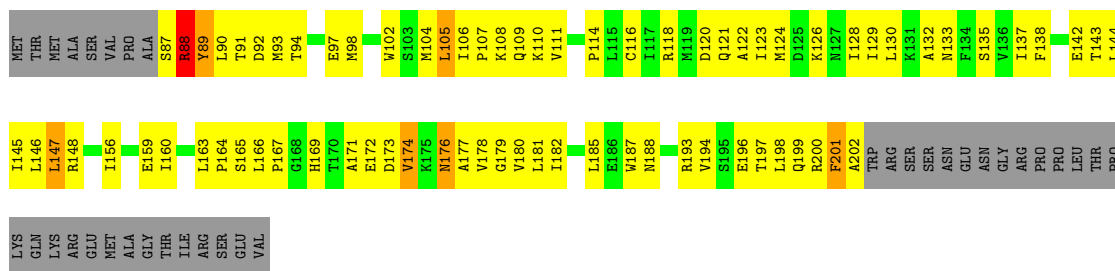 MET THR MET ALA SER VAL PRO ALA S87 R88 Y89 L90 T91 D92 M93 T94 E97 M98 W102 S103 M104 L105 I106 P107 K108 Q109 K110 V111 P114 L115 C116 I117 R118 M119 D120 Q121 A122 I123 M124 D125 K126 N127 I128 I129 L130 K131 A132 N133 F134 S135 V136 I137 F138 E142 T143 L144
I145 L146 L147 R148 I156 E159 I160 L163 P164 S165 L166 P167 G168 H169 T170 A171 E172 D173 V174 K175 N176 A177 V178 G179 V180 L181 I182 L185 E186 W187 N188 R193 V194 S195 E196 T197 L198 Q199 R200 F201 A202 TRP ARG SER SER ASN GLU ASN GLY ARG PRO PRO LEU THR PRO
LYS GLN LYS ARG GLU MET ALA GLY THR ILE ARG SER GLU VAL